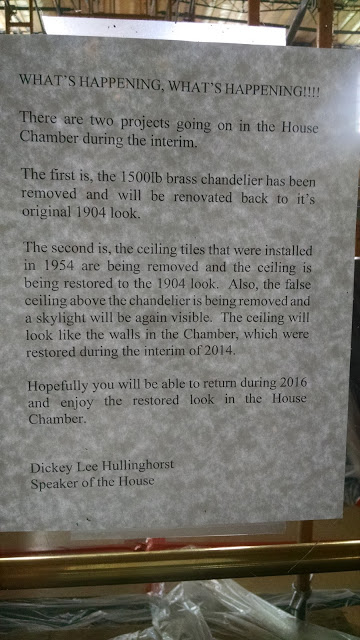 WHAT'S HAPPENING, WHAT'S HAPPENING!!!!
There are two projects going on in the House
Chamber during the interim.
The first is, the 1500lb brass chandelier has been
removed and will be renovated back to it's
original 1904 look.
The second is, the ceiling tiles that were installed
in 1954 are being removed and the ceiling is
being restored to the 1904 look. Also, the false
ceiling above the chandelier is being removed and
a skylight will be again visible. The ceiling will
look like the walls in the Chamber, which were
restored during the interim of 2014.
Hopefully you will be able to return during 2016
and enjoy the restored look in the House
Chamber.
Dickey Lee Hullinghorst
Speaker of the House